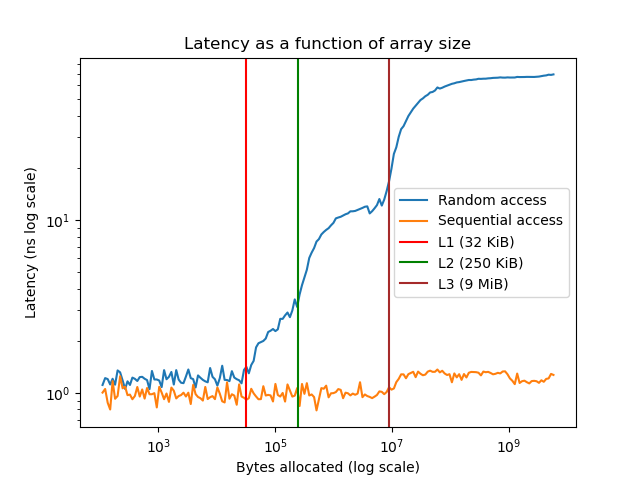 Latency as a function of array size
Latency (ns log scale)
10¹
10⁰
Random access
Sequential access
L1 (32 KiB)
L2 (250 KiB)
L3 (9 MiB)
10³ 10⁵ 10⁷ 10⁹
Bytes allocated (log scale)